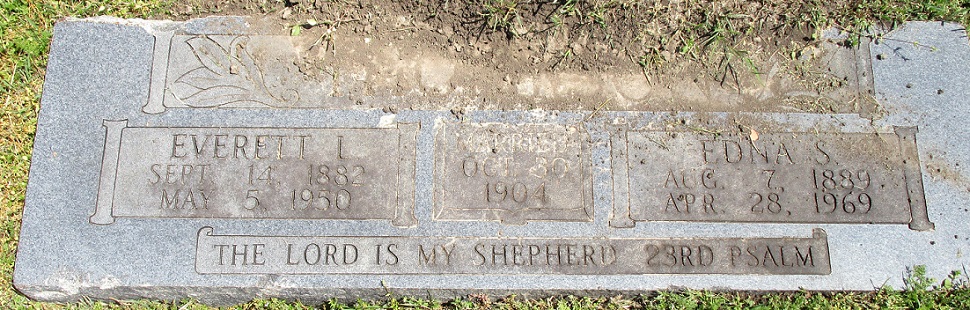 EVERETT I.
SEPT. 14, 1882
MAY 5, 1950
MARRIED
OCT. 30
1904
EDNA S.
AUG. 7, 1889
APR. 28, 1969
THE LORD IS MY SHEPHERD 23RD PSALM